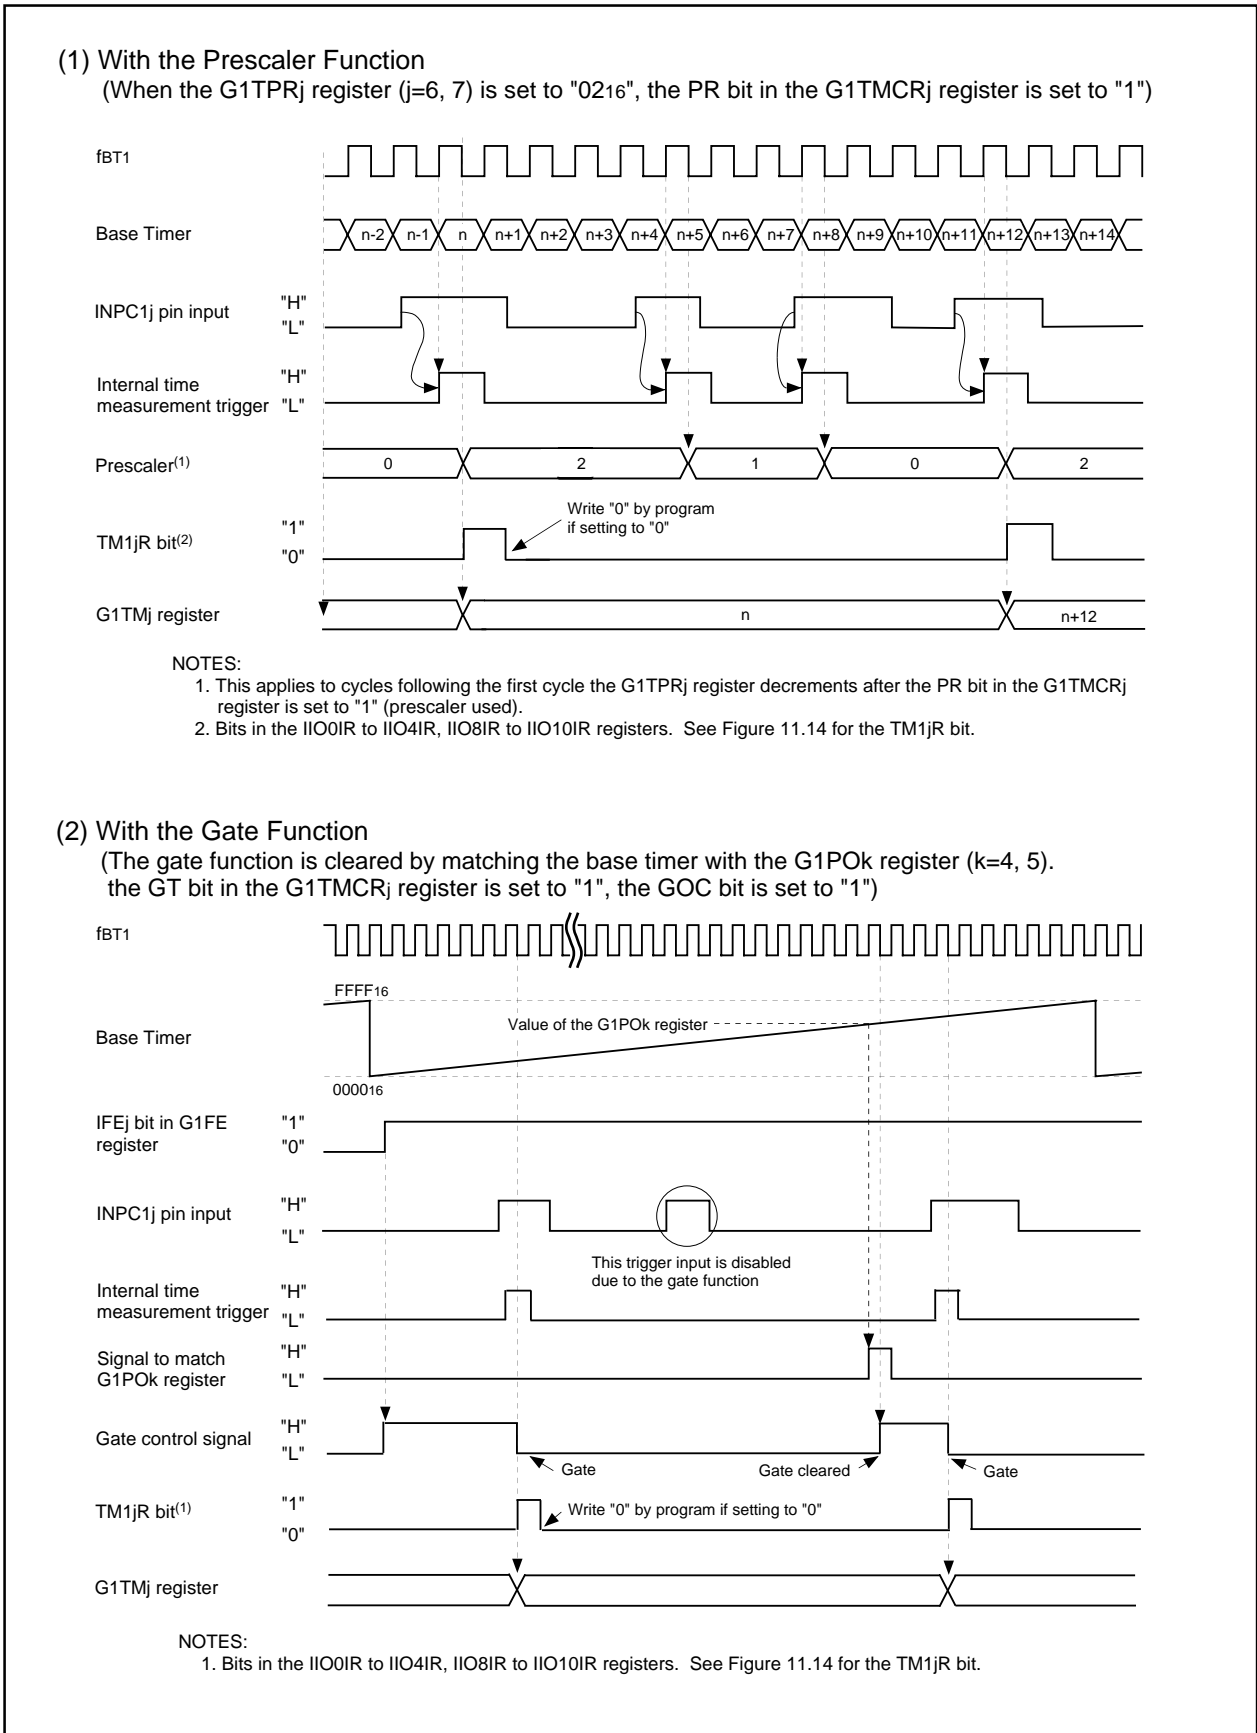 (1) With the Prescaler Function
(When the G1TPRj register (j=6, 7) is set to "0216", the PR bit in the G1TMCRj register is set to "1")
fBT1
Base Timer
n-2 n-1 n n+1 n+2 n+3 n+4 n+5 n+6 n+7 n+8 n+9 n+10 n+11 n+12 n+13 n+14
INPC1j pin input
"H"
"L"
Internal time
measurement trigger
"H"
"L"
Prescaler(1)
0 2 1 0 2
Write "0" by program
if setting to "0"
TM1jR bit(2)
"1"
"0"
G1TMj register
n n+12
NOTES:
1. This applies to cycles following the first cycle the G1TPRj register decrements after the PR bit in the G1TMCRj
register is set to "1" (prescaler used).
2. Bits in the IIO0IR to IIO4IR, IIO8IR to IIO10IR registers. See Figure 11.14 for the TM1jR bit.
(2) With the Gate Function
(The gate function is cleared by matching the base timer with the G1POk register (k=4, 5).
the GT bit in the G1TMCRj register is set to "1", the GOC bit is set to "1")
fBT1
FFFF16
Base Timer
Value of the G1POk register
000016
IFEj bit in G1FE
register
"1"
"0"
INPC1j pin input
"H"
"L"
This trigger input is disabled
due to the gate function
Internal time
measurement trigger
"H"
"L"
Signal to match
G1POk register
"H"
"L"
Gate control signal
"H"
"L"
Gate Gate cleared Gate
TM1jR bit(1)
"1"
"0"
Write "0" by program if setting to "0"
G1TMj register
NOTES:
1. Bits in the IIO0IR to IIO4IR, IIO8IR to IIO10IR registers. See Figure 11.14 for the TM1jR bit.